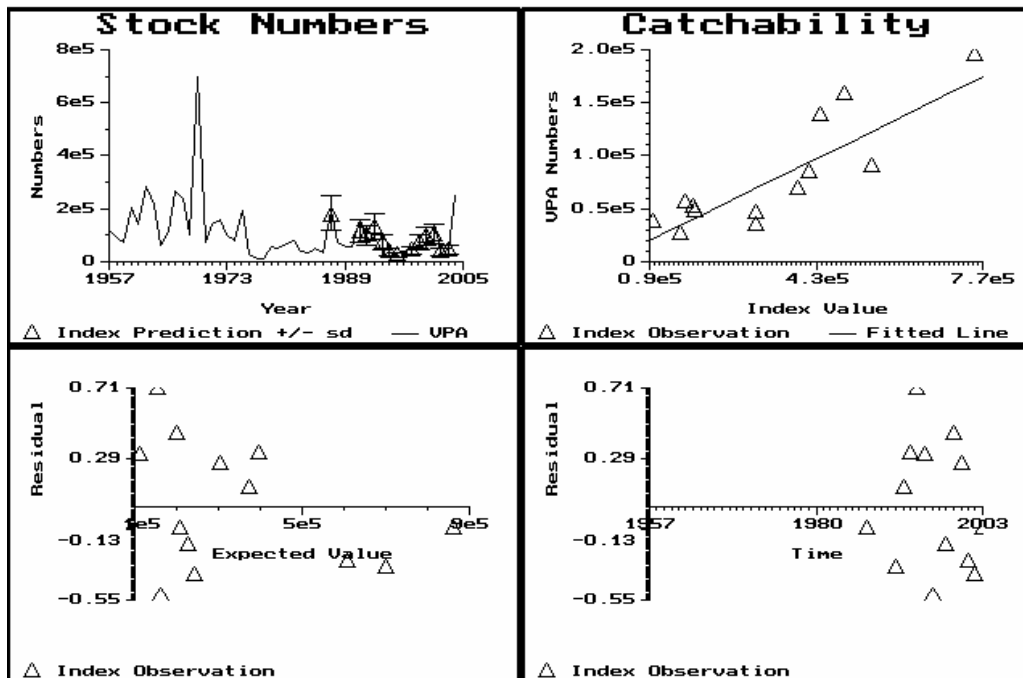 Stock Numbers
8e5
6e5
Numbers
4e5
2e5
0
1957 1973 1989 2005
Year
Index Prediction +/- sd VPA
Catchability
2.0e5
1.5e5
VPA Numbers
1.0e5
0.5e5
0
0.9e5 4.3e5 7.7e5
Index Value
Index Observation Fitted Line
0.71
Residual
0.29
1e5 5e5 9e5
-0.13
Expected Value
-0.55
Index Observation
0.71
Residual
0.29
1957 1980 2003
-0.13
Time
-0.55
Index Observation